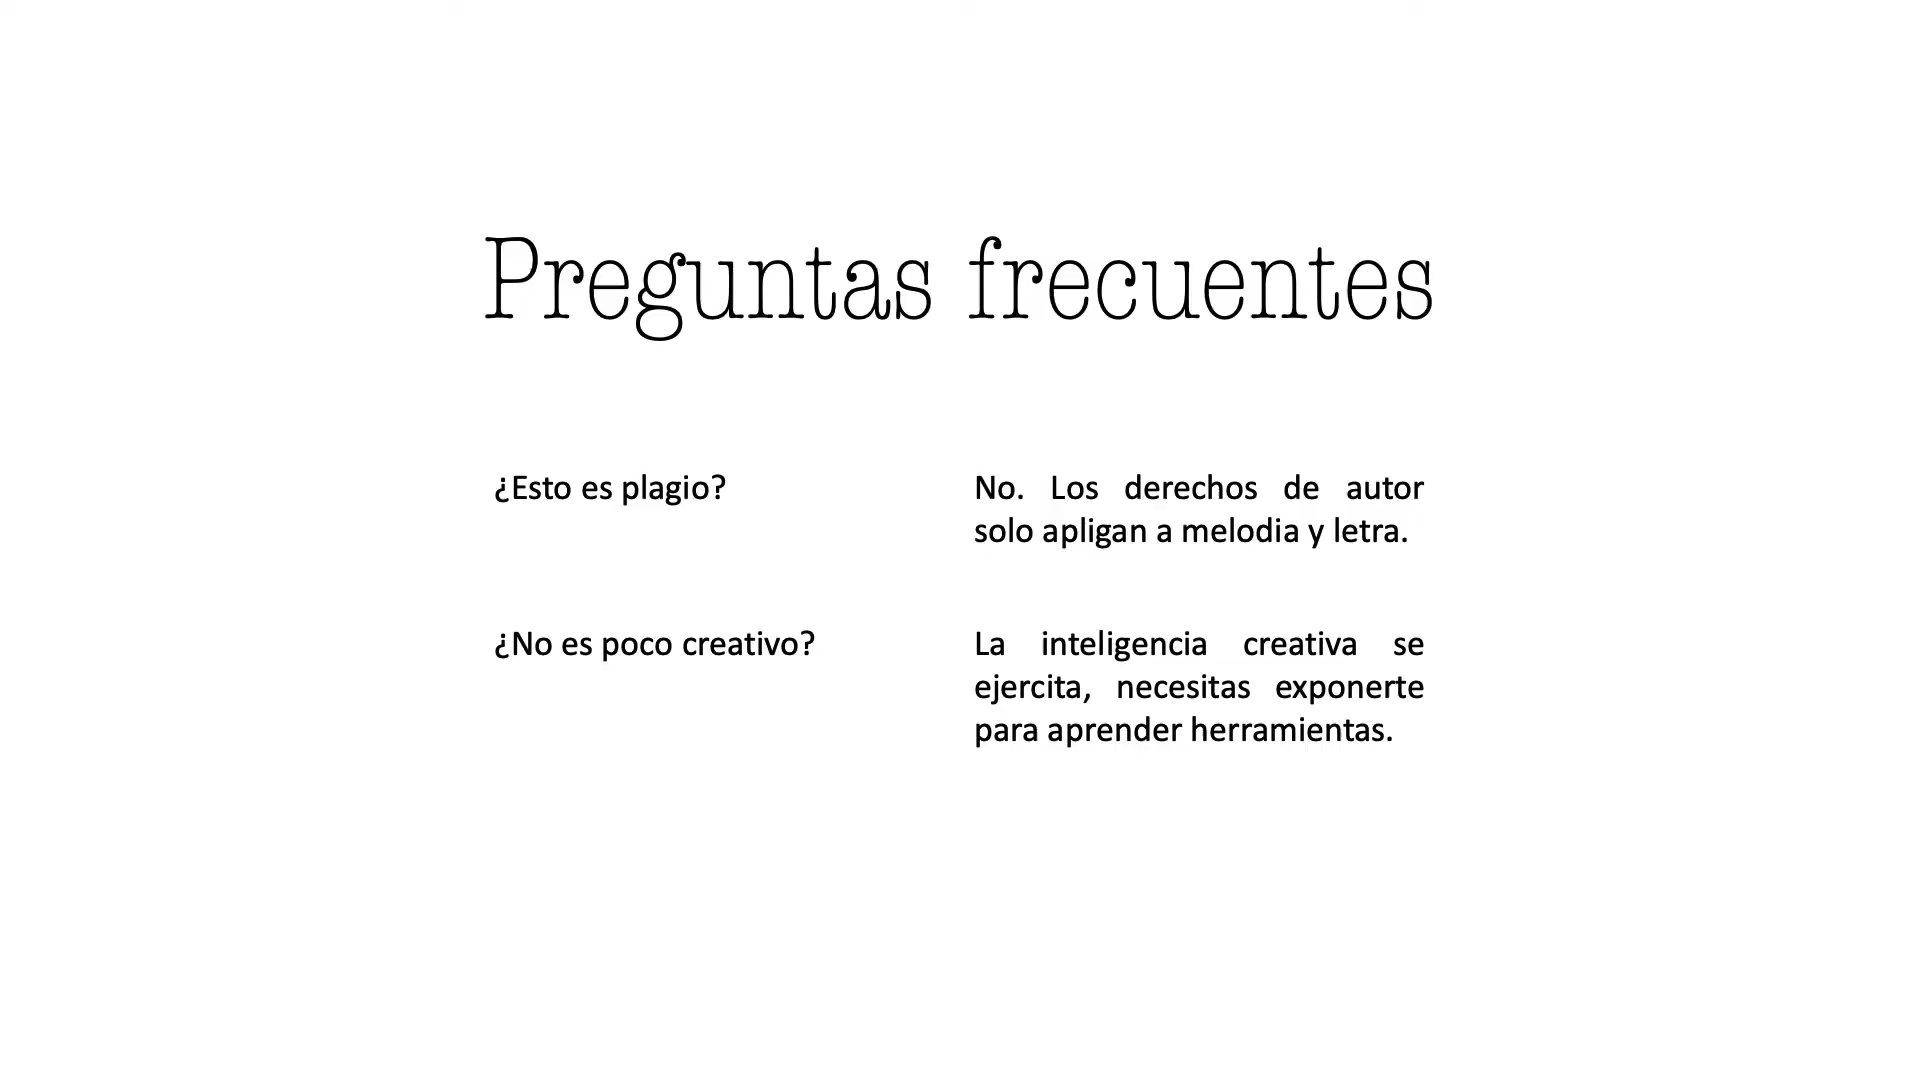 Preguntas frecuentes
¿Esto es plagio?
No. Los derechos de autor
solo apligan a melodia y letra.
¿No es poco creativo?
La inteligencia creativa se
ejercita, necesitas exponerte
para aprender herramientas.